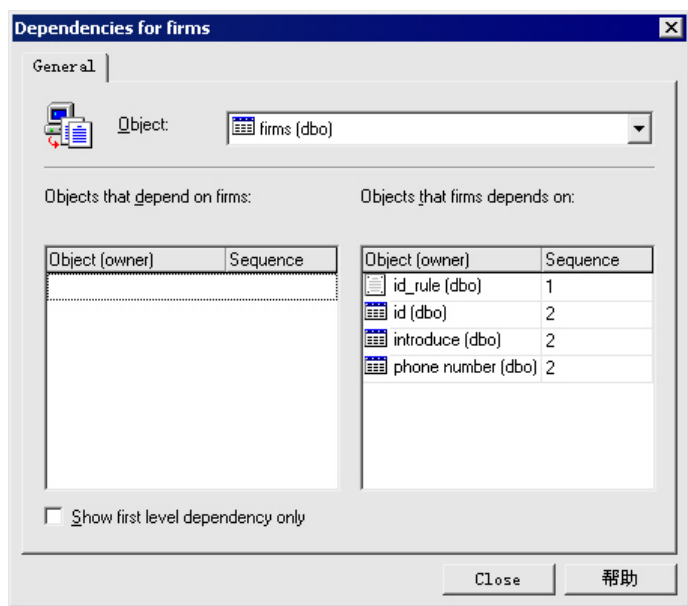 Dependencies for firms
General
Object:
firms (dbo)
Objects that depend on firms:
Objects that firms depends on:
Object (owner) Sequence
Object (owner) Sequence
id_rule (dbo) 1
id (dbo) 2
introduce (dbo) 2
phone number (dbo) 2
Show first level dependency only
Close 帮助